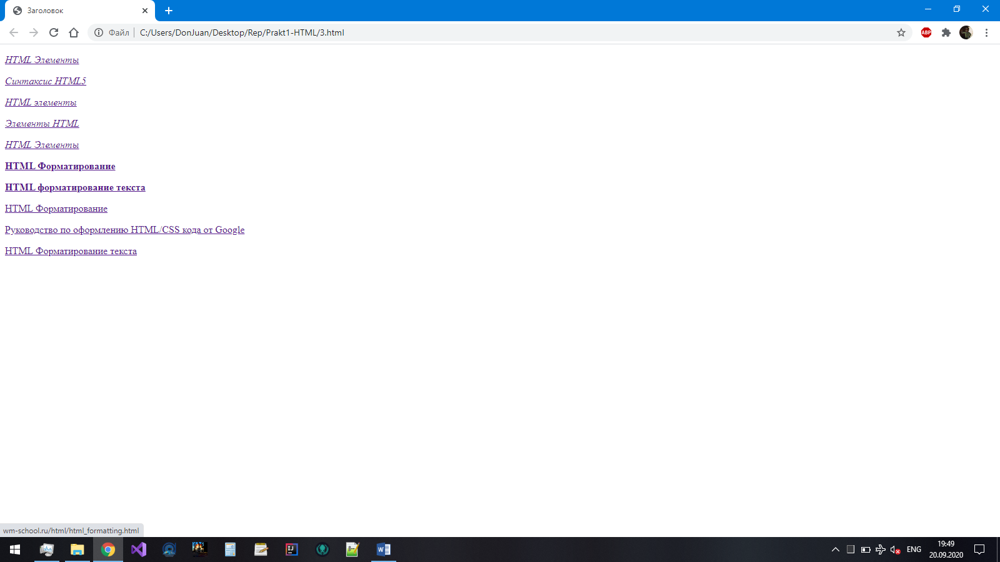 Заголовок
Файл C:/Users/DonJuan/Desktop/Rep/Prakt1-HTML/3.html
ABP
HTML Элементы
Синтаксис HTML5
HTML элементы
Элементы HTML
HTML Элементы
HTML Форматирование
HTML форматирование текста
HTML Форматирование
Руководство по оформлению HTML/CSS кода от Google
HTML Форматирование текста
wm-school.ru/html/html_formatting.html
IJ
W
ENG
19:49
20.09.2020